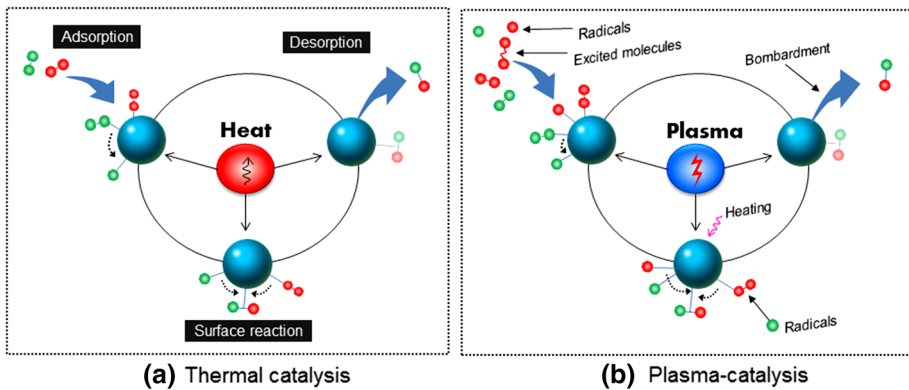 Adsorption
Desorption
Heat
Surface reaction
(a) Thermal catalysis
Radicals
Excited molecules
Bombardment
Plasma
Heating
Radicals
(b) Plasma-catalysis